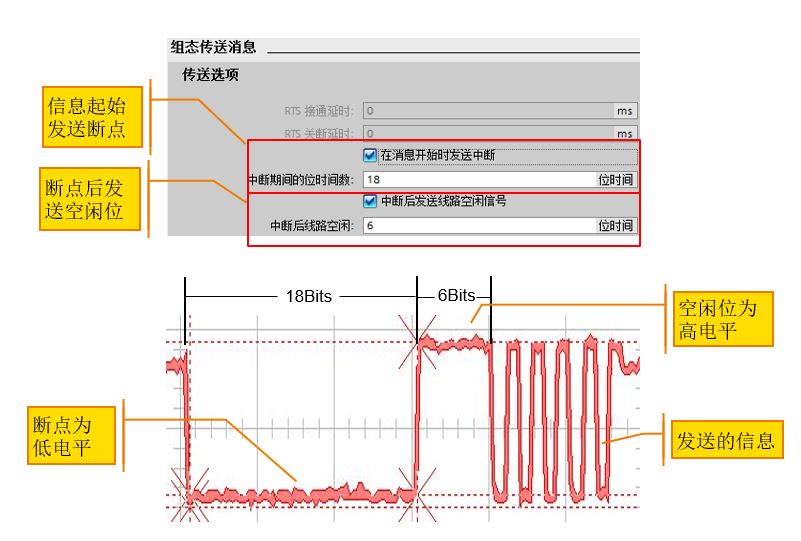 组态传送消息
传送选项
RTS 接通延时: 0 ms
RTS 关断延时: 0 ms
信息起始
发送断点
在消息开始时发送中断
中断期间的位时间数: 18 位时间
断点后发
送空闲位
中断后发送线路空闲信号
中断后线路空闲: 6 位时间
18Bits
6Bits
空闲位为
高电平
断点为
低电平
发送的信息